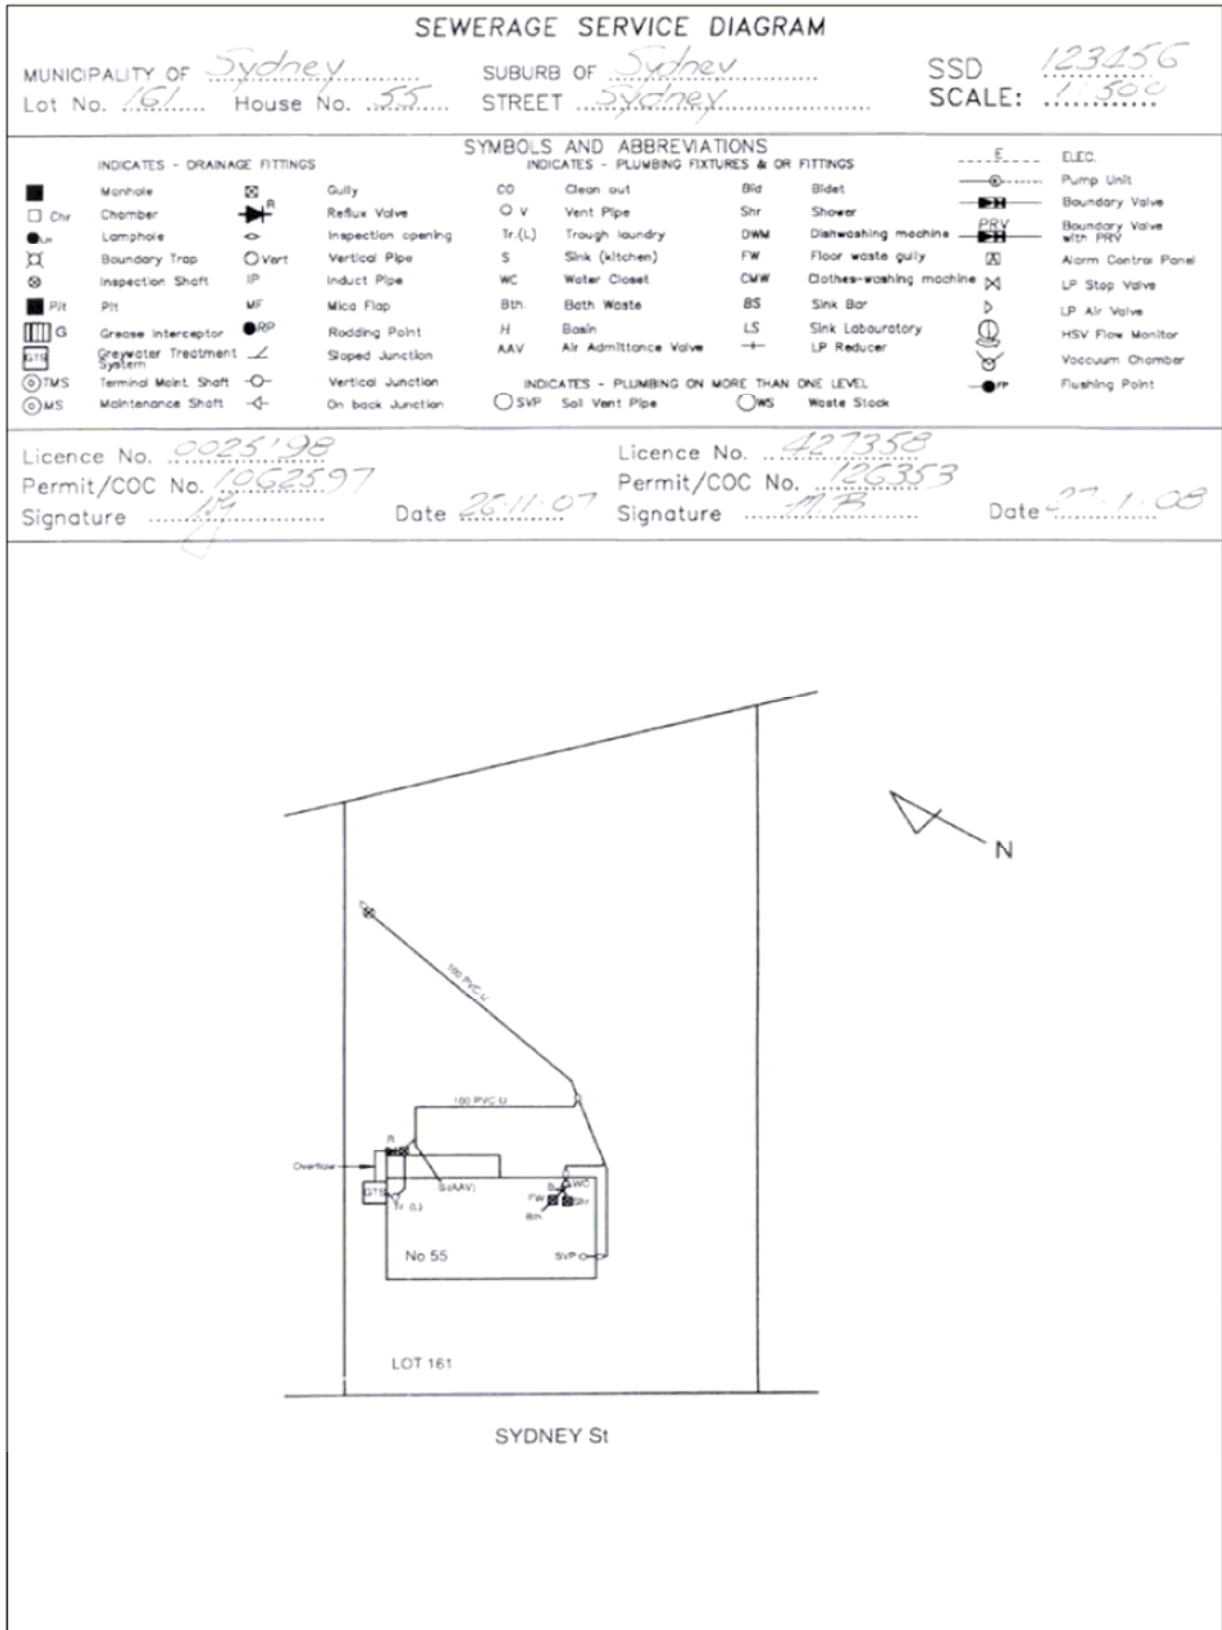 SEWERAGE SERVICE DIAGRAM
MUNICIPALITY OF Sydney SUBURB OF Sydney SSD 123456
Lot No. 161 House No. 55 STREET Sydney SCALE: 1:500
SYMBOLS AND ABBREVIATIONS
INDICATES - DRAINAGE FITTINGS INDICATES - PLUMBING FIXTURES & OR FITTINGS E ELEC.
Manhole Gully CO Clean out Bid Bidet Pump Unit
Chr Chamber R Reflux Valve O V Vent Pipe Shr Shower Boundary Valve
LH Lamphole Inspection opening Tr.(L) Trough laundry DWM Dishwashing machine PRV Boundary Valve with PRV
Boundary Trap Vert Vertical Pipe S Sink (kitchen) FW Floor waste gully A Alarm Control Panel
Inspection Shaft IP Induct Pipe WC Water Closet CMW Clothes-washing machine LP Stop Valve
Pit Pit MF Mica Flap Bth. Bath Waste BS Sink Bar LP Air Valve
G Grease Interceptor RP Rodding Point H Basin LS Sink Labouratory HSV Flow Monitor
GTS Greywater Treatment System Sloped Junction AAV Air Admittance Valve LP Reducer Vaccuum Chamber
TMS Terminal Maint. Shaft Vertical Junction INDICATES - PLUMBING ON MORE THAN ONE LEVEL FP Flushing Point
MS Maintenance Shaft On back Junction SVP Soil Vent Pipe WS Waste Stack
Licence No. 0025198 Licence No. 427358
Permit/COC No. 1062597 Permit/COC No. 126353
Signature Date 26.11.07 Signature M.B Date 27.1.08
N
100 PVC-U
100 PVC-U
R
Overflow
GTS
Tr.(L)
S(AAV)
B
WC
FW
Shr
Bth
No 55
SVP
LOT 161
SYDNEY St